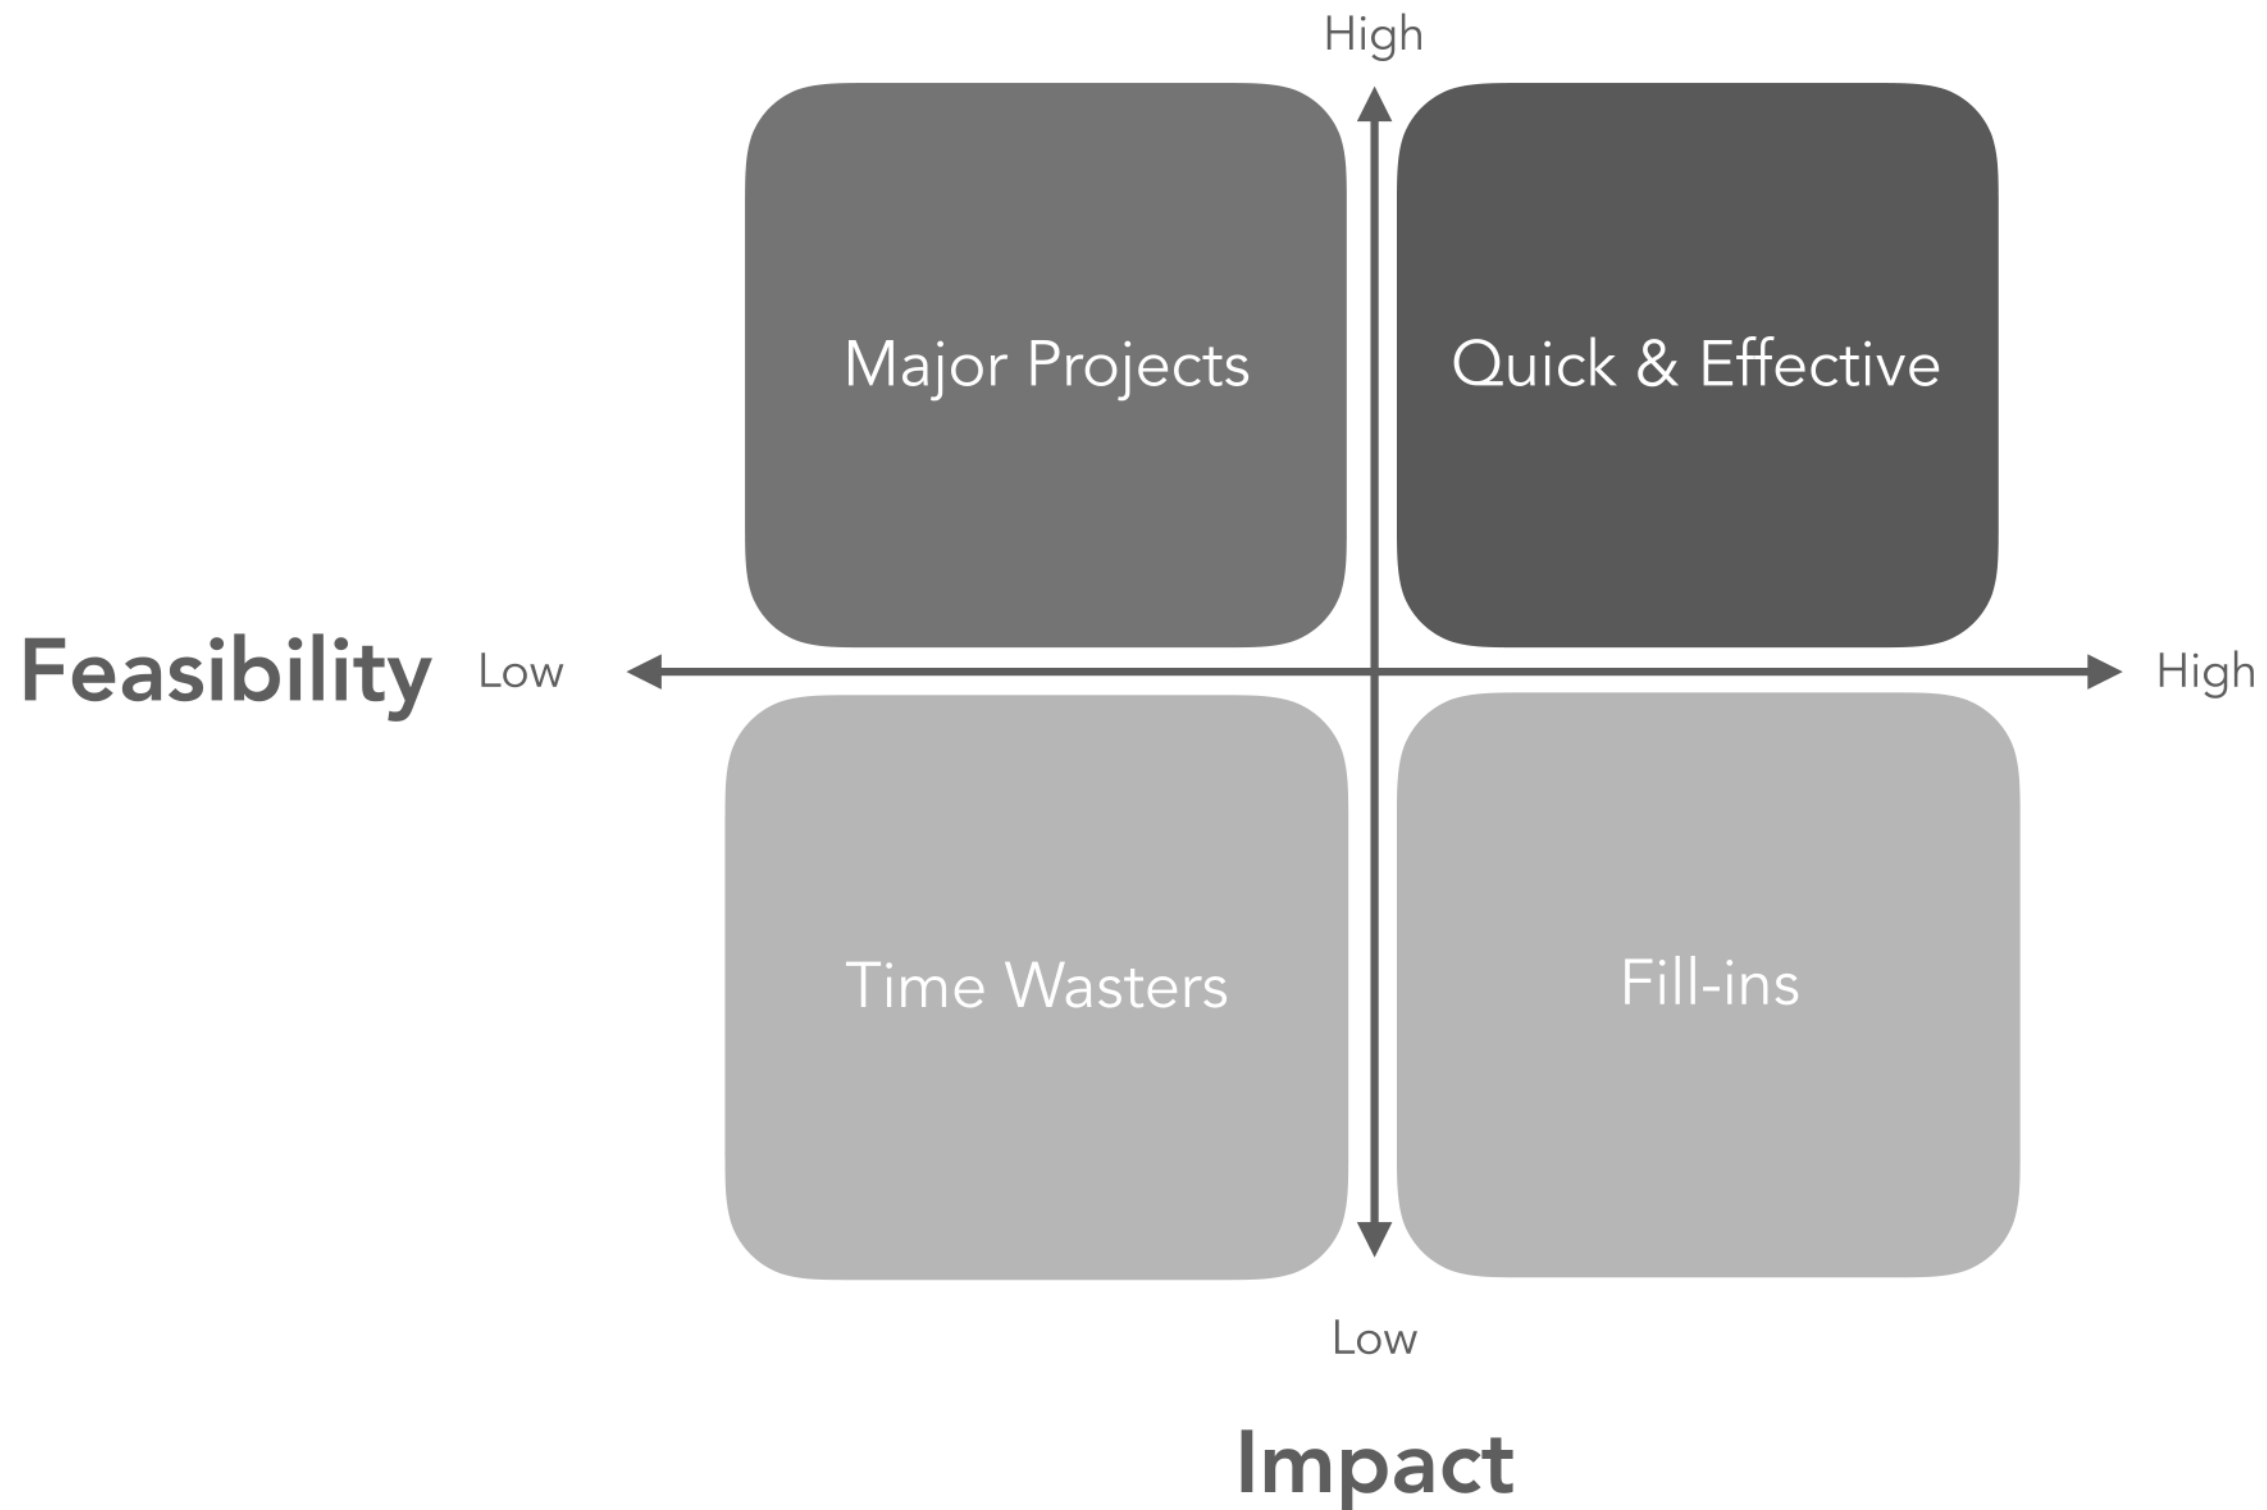 High
Major Projects
Quick & Effective
Feasibility
Low
High
Time Wasters
Fill-ins
Low
Impact